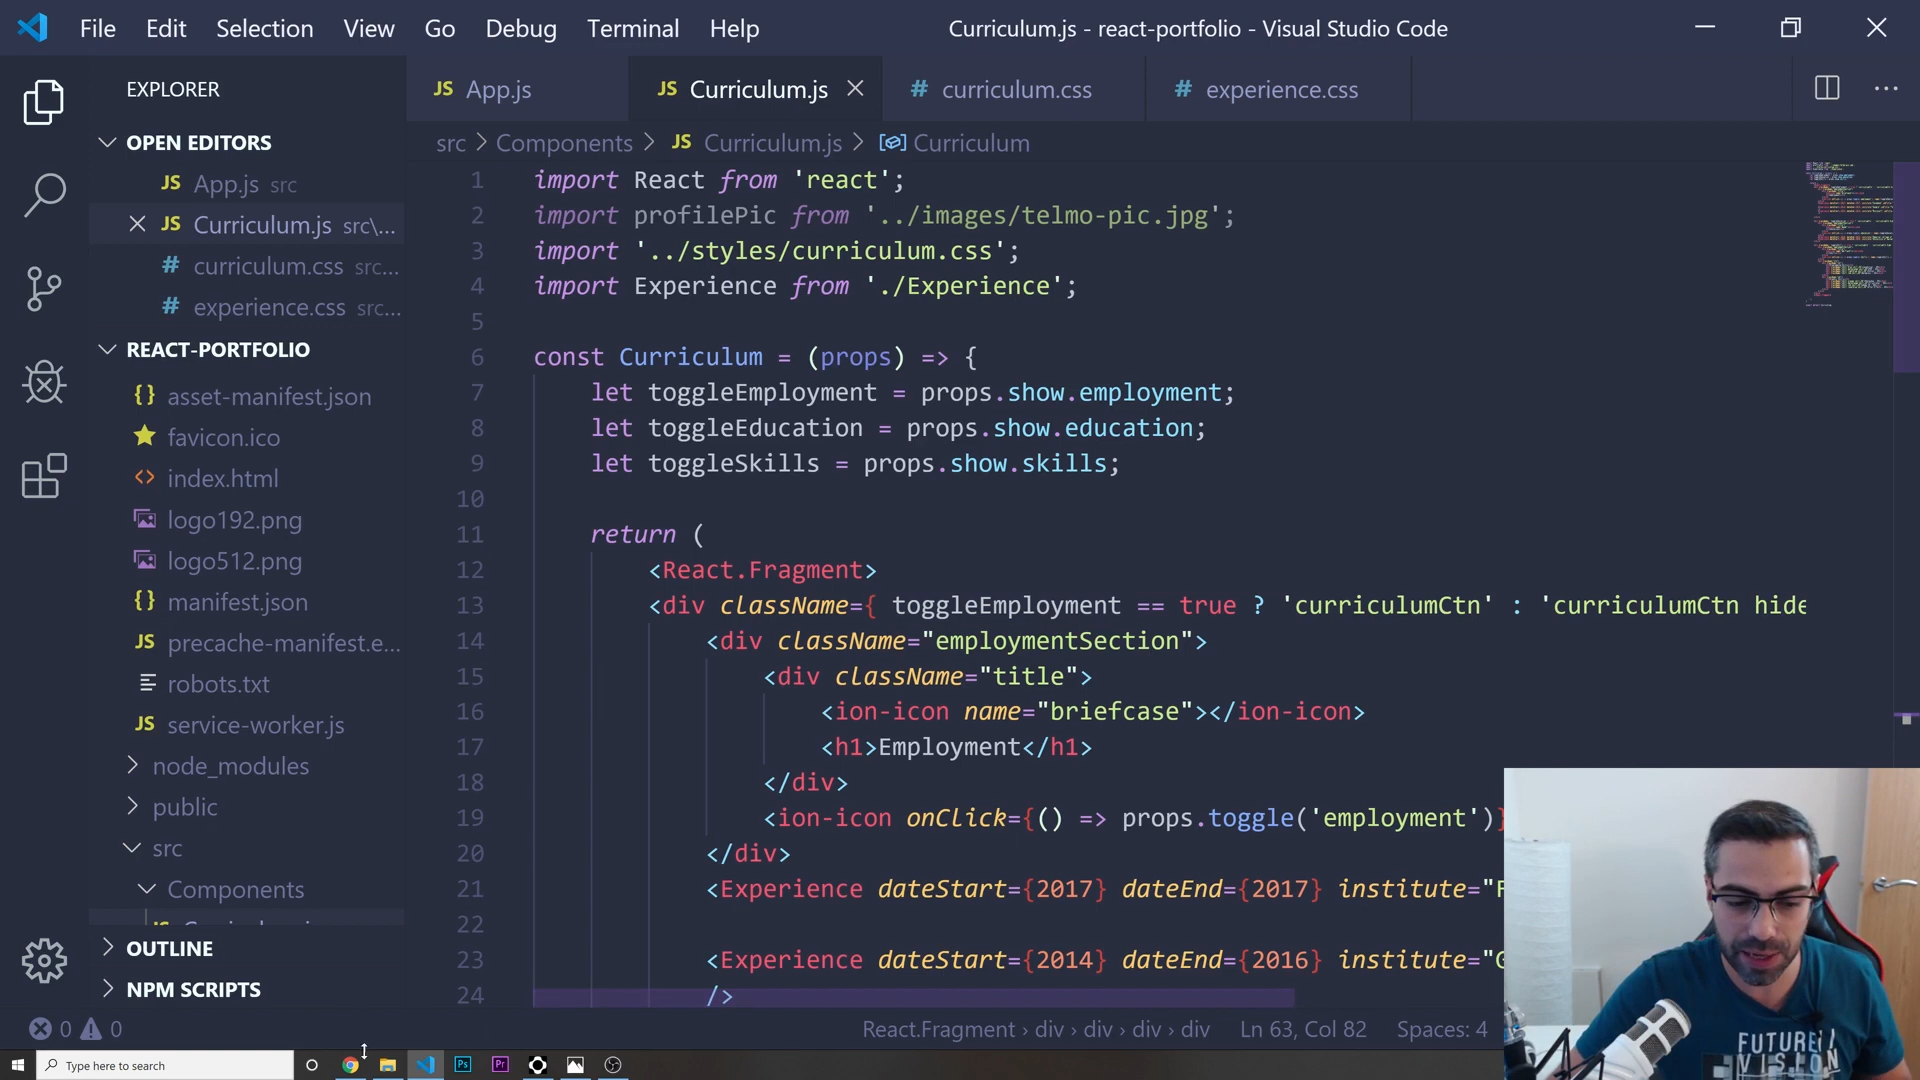 File Edit Selection View Go Debug Terminal Help
Curriculum.js - react-portfolio - Visual Studio Code
EXPLORER
OPEN EDITORS
JS App.js src
JS Curriculum.js src\...
# curriculum.css src...
# experience.css src...
REACT-PORTFOLIO
{} asset-manifest.json
favicon.ico
<> index.html
logo192.png
logo512.png
{} manifest.json
JS precache-manifest.e...
robots.txt
JS service-worker.js
node_modules
public
src
Components
OUTLINE
NPM SCRIPTS
JS App.js
JS Curriculum.js
# curriculum.css
# experience.css
src > Components > JS Curriculum.js > Curriculum
1 import React from 'react';
2 import profilePic from '../images/telmo-pic.jpg';
3 import '../styles/curriculum.css';
4 import Experience from './Experience';
5
6 const Curriculum = (props) => {
7 let toggleEmployment = props.show.employment;
8 let toggleEducation = props.show.education;
9 let toggleSkills = props.show.skills;
10
11 return (
12 <React.Fragment>
13 <div className={ toggleEmployment == true ? 'curriculumCtn' : 'curriculumCtn hide
14 <div className="employmentSection">
15 <div className="title">
16 <ion-icon name="briefcase"></ion-icon>
17 <h1>Employment</h1>
18 </div>
19 <ion-icon onClick={() => props.toggle('employment')}
20 </div>
21 <Experience dateStart={2017} dateEnd={2017} institute="F
22
23 <Experience dateStart={2014} dateEnd={2016} institute="G
24 />
0 0
React.Fragment › div › div › div › div
Ln 63, Col 82
Spaces: 4
FUTURE
VISION
Type here to search
Ps
Pr